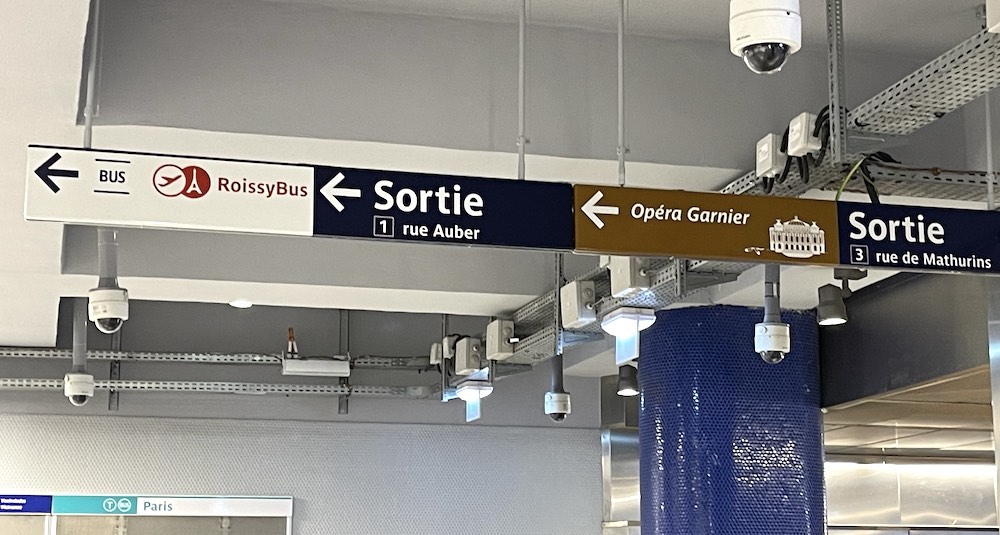 BUS
RoissyBus
Sortie
1 rue Auber
Opéra Garnier
Sortie
3 rue de Mathurins
T
Paris